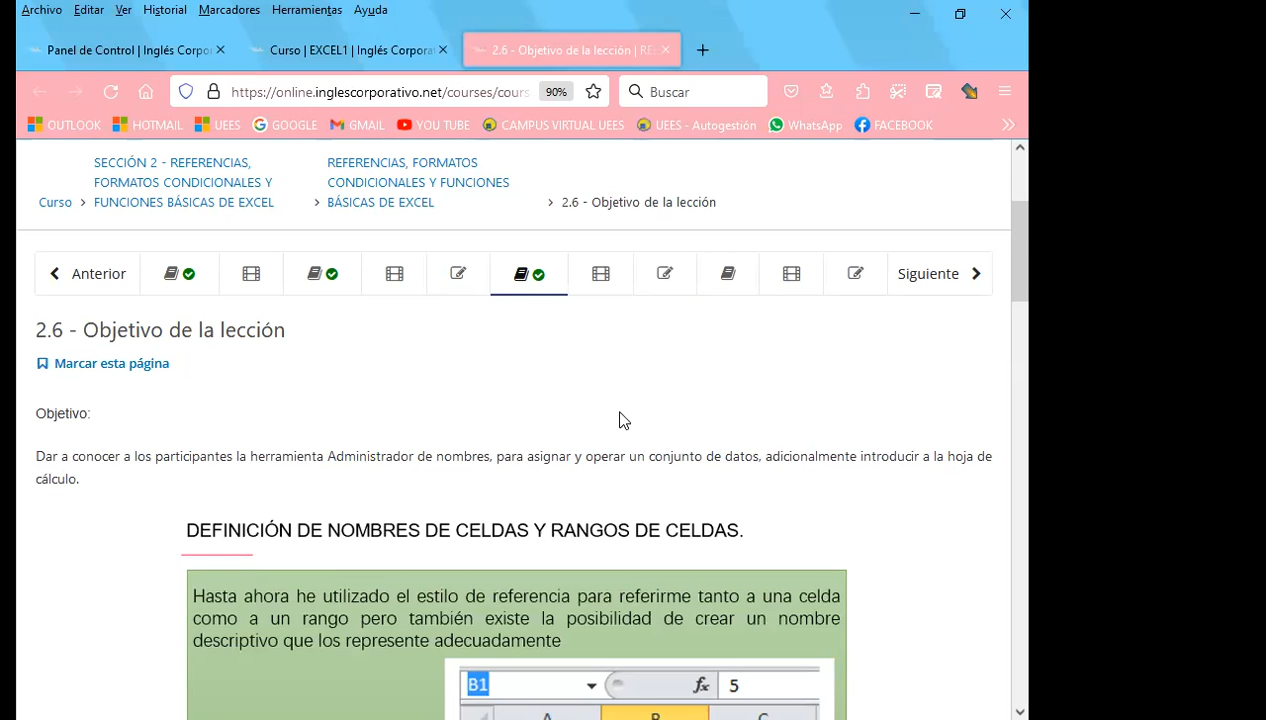 Archivo Editar Ver Historial Marcadores Herramientas Ayuda
Panel de Control | Inglés Corpor
Curso | EXCEL1 | Inglés Corpora
2.6 - Objetivo de la lección | RE
https://online.inglescorporativo.net/courses/cours
90%
Buscar
OUTLOOK HOTMAIL UEES GOOGLE GMAIL YOU TUBE CAMPUS VIRTUAL UEES UEES - Autogestión WhatsApp FACEBOOK
Curso > SECCIÓN 2 - REFERENCIAS,
FORMATOS CONDICIONALES Y
FUNCIONES BÁSICAS DE EXCEL
> REFERENCIAS, FORMATOS
CONDICIONALES Y FUNCIONES
BÁSICAS DE EXCEL
> 2.6 - Objetivo de la lección
Anterior
Siguiente
2.6 - Objetivo de la lección
Marcar esta página
Objetivo:
Dar a conocer a los participantes la herramienta Administrador de nombres, para asignar y operar un conjunto de datos, adicionalmente introducir a la hoja de
cálculo.
DEFINICIÓN DE NOMBRES DE CELDAS Y RANGOS DE CELDAS.
Hasta ahora he utilizado el estilo de referencia para referirme tanto a una celda
como a un rango pero también existe la posibilidad de crear un nombre
descriptivo que los represente adecuadamente
B1 fx 5
A B C